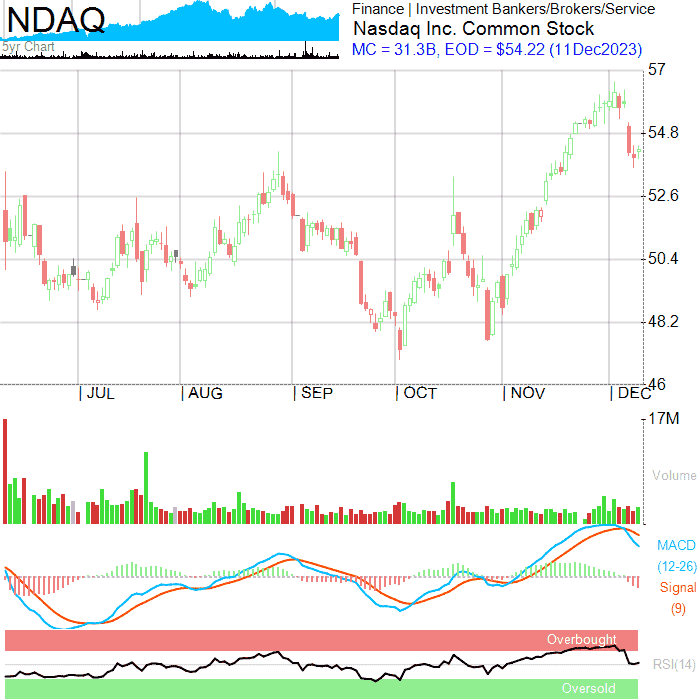 NDAQ
5yr Chart
Finance | Investment Bankers/Brokers/Service
Nasdaq Inc. Common Stock
MC = 31.3B, EOD = $54.22 (11Dec2023)
57
54.8
52.6
50.4
48.2
46
JUL
AUG
SEP
OCT
NOV
DEC
17M
Volume
MACD
(12-26)
Signal
(9)
Overbought
RSI(14)
Oversold